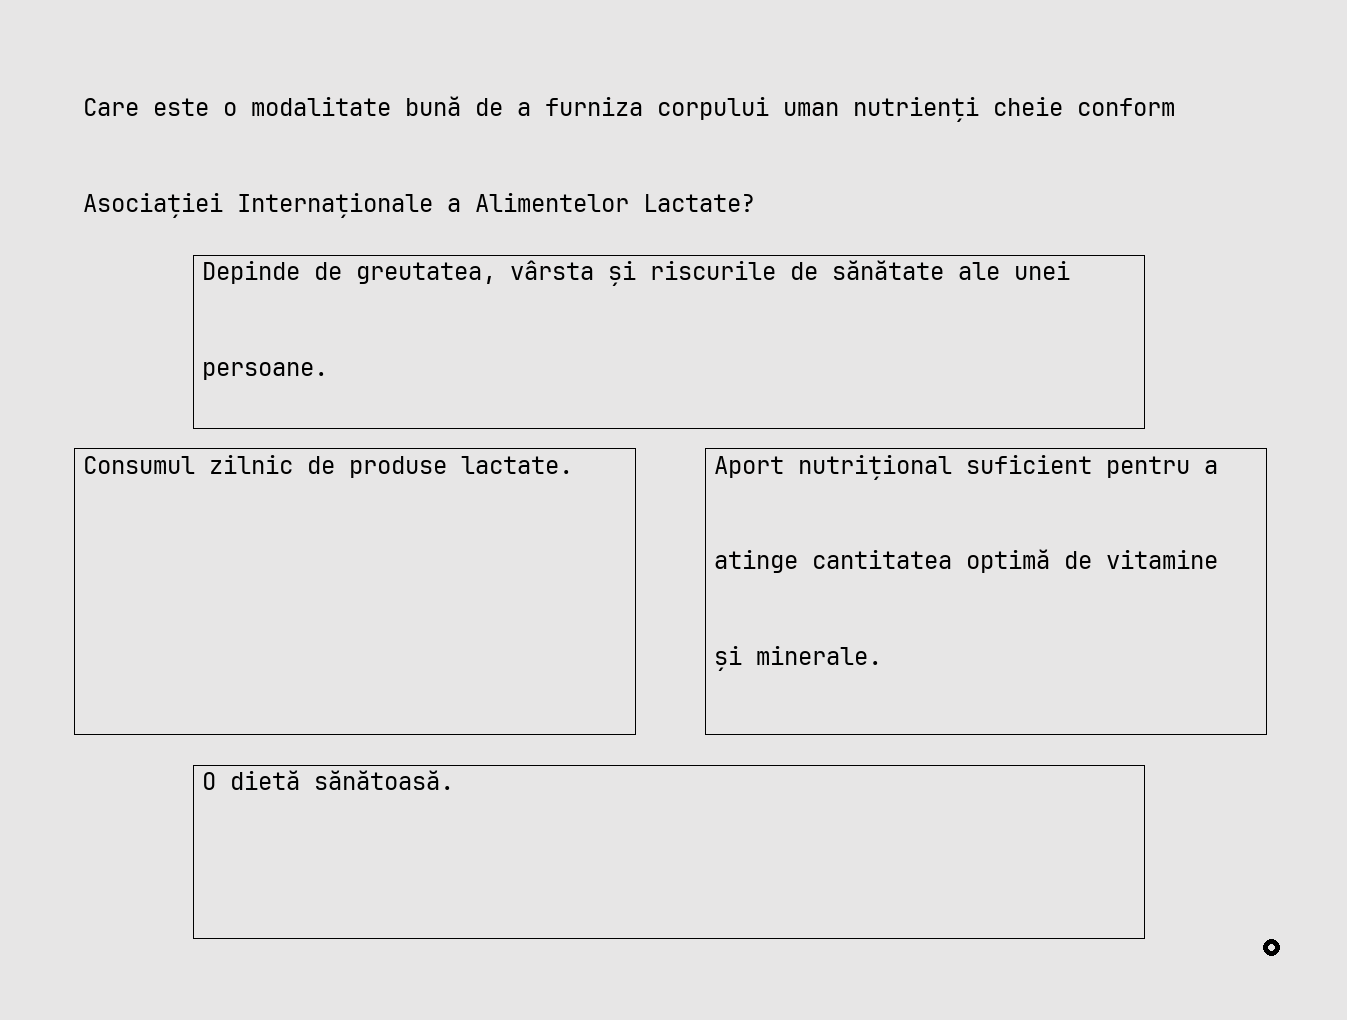 Care este o modalitate bună de a furniza corpului uman nutrienți cheie conform
Asociației Internaționale a Alimentelor Lactate?
Depinde de greutatea, vârsta și riscurile de sănătate ale unei
persoane.
Consumul zilnic de produse lactate.
Aport nutrițional suficient pentru a
atinge cantitatea optimă de vitamine
și minerale.
O dietă sănătoasă.